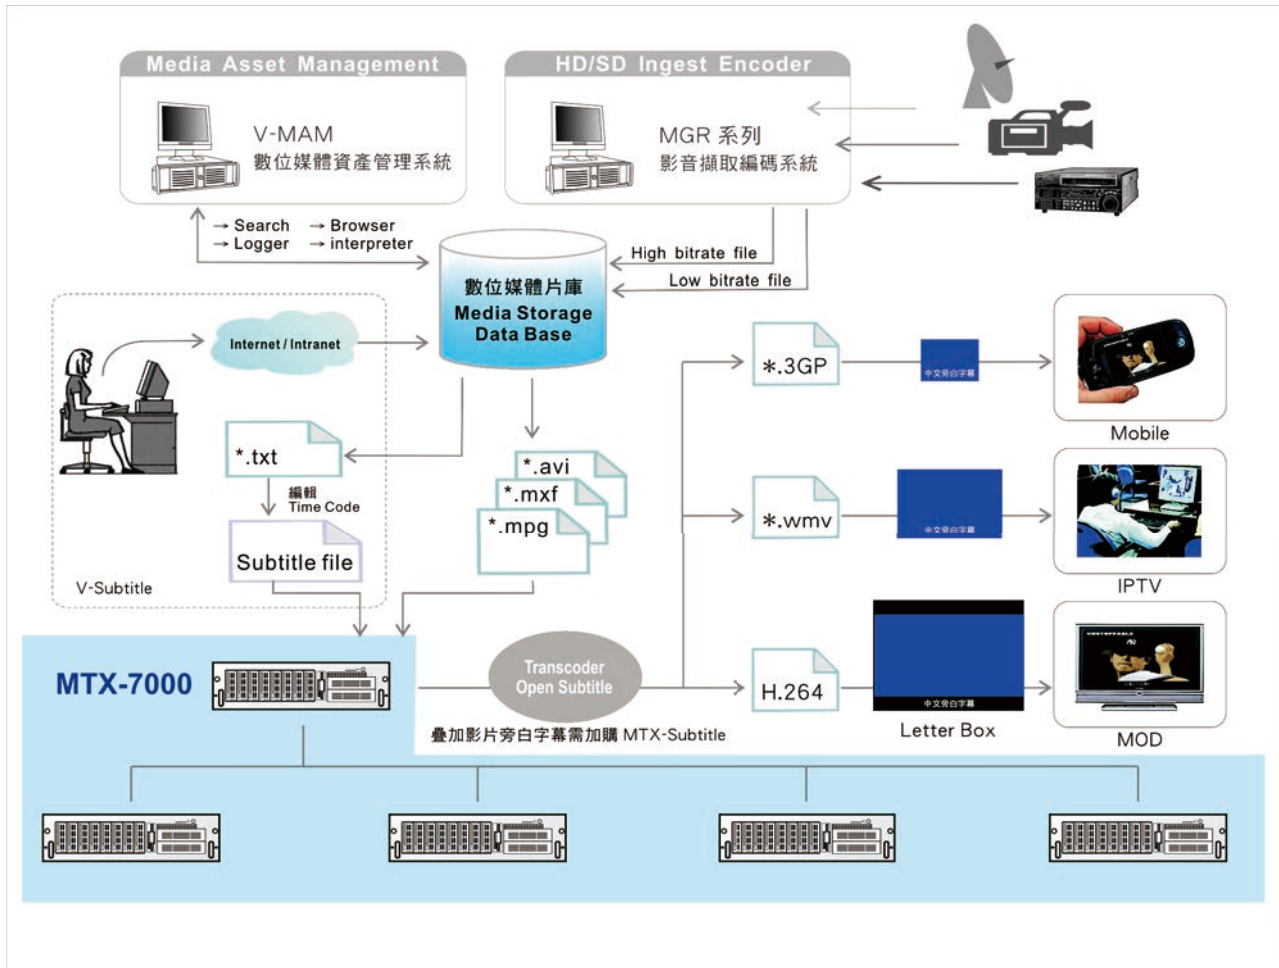 Media Asset Management
V-MAM
數位媒體資產管理系統
HD/SD Ingest Encoder
MGR 系列
影音擷取編碼系統
→ Search → Browser
→ Logger → interpreter
High bitrate file
Low bitrate file
數位媒體片庫
Media Storage
Data Base
Internet / Intranet
*.txt
編輯
Time Code
Subtitle file
V-Subtitle
*.avi
*.mxf
*.mpg
*.3GP
中文旁白字幕
Mobile
*.wmv
中文旁白字幕
IPTV
H.264
中文旁白字幕
Letter Box
UNSTOPPABLE
MOD
MTX-7000
Transcoder
Open Subtitle
疊加影片旁白字幕需加購 MTX-Subtitle